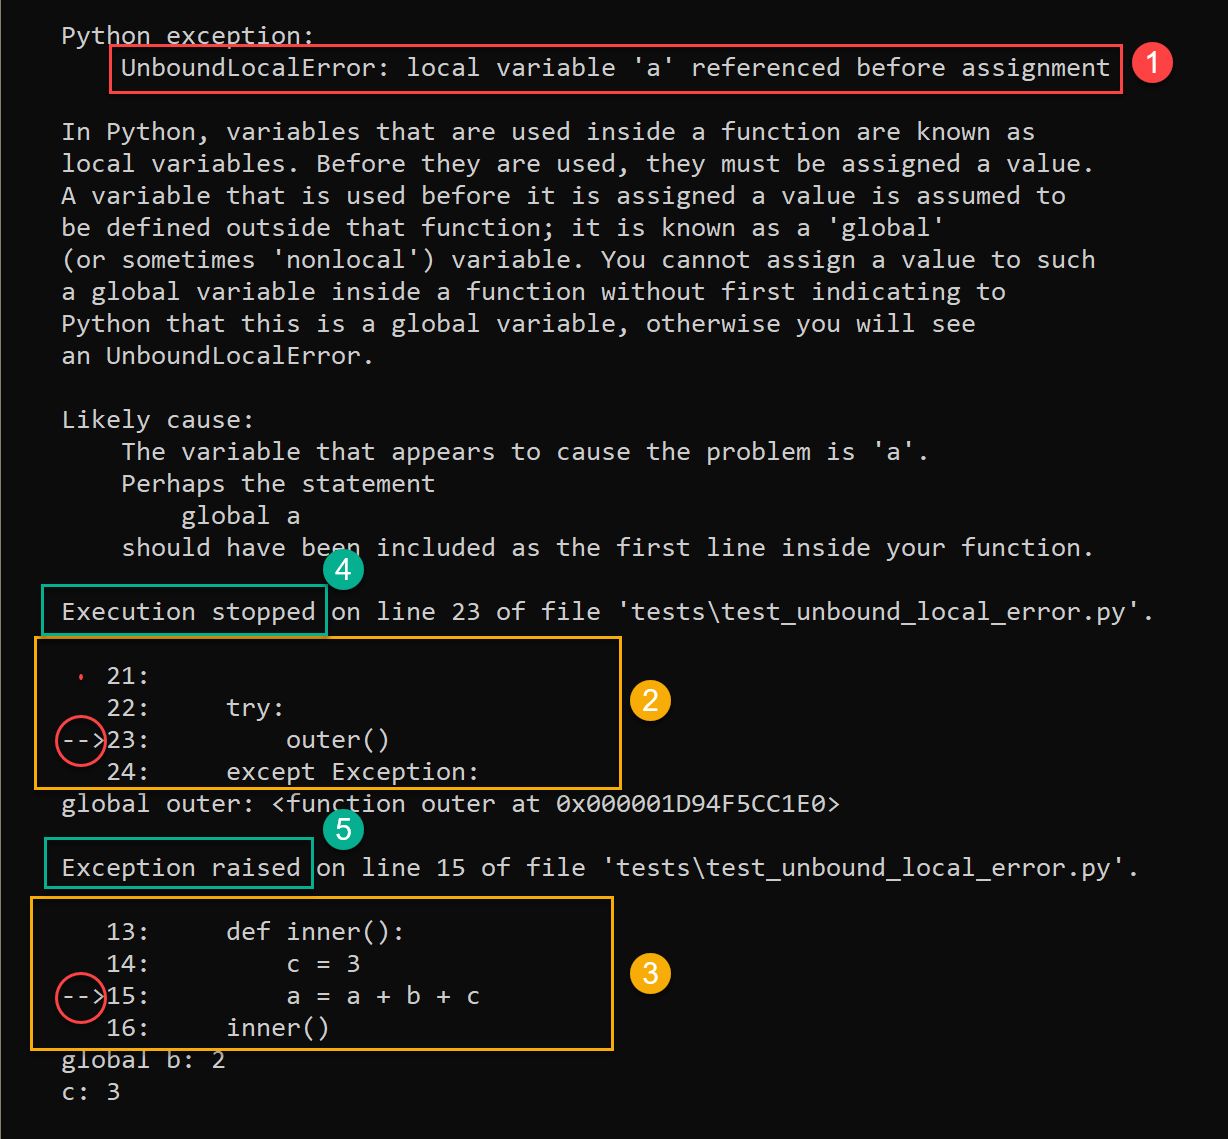 Python exception:
UnboundLocalError: local variable 'a' referenced before assignment
1
In Python, variables that are used inside a function are known as
local variables. Before they are used, they must be assigned a value.
A variable that is used before it is assigned a value is assumed to
be defined outside that function; it is known as a 'global'
(or sometimes 'nonlocal') variable. You cannot assign a value to such
a global variable inside a function without first indicating to
Python that this is a global variable, otherwise you will see
an UnboundLocalError.
Likely cause:
The variable that appears to cause the problem is 'a'.
Perhaps the statement
global a
should have been included as the first line inside your function.
4
Execution stopped on line 23 of file 'tests\test_unbound_local_error.py'.
21:
22: try:
2
-->23: outer()
24: except Exception:
global outer: <function outer at 0x000001D94F5CC1E0>
5
Exception raised on line 15 of file 'tests\test_unbound_local_error.py'.
13: def inner():
14: c = 3
3
-->15: a = a + b + c
16: inner()
global b: 2
c: 3